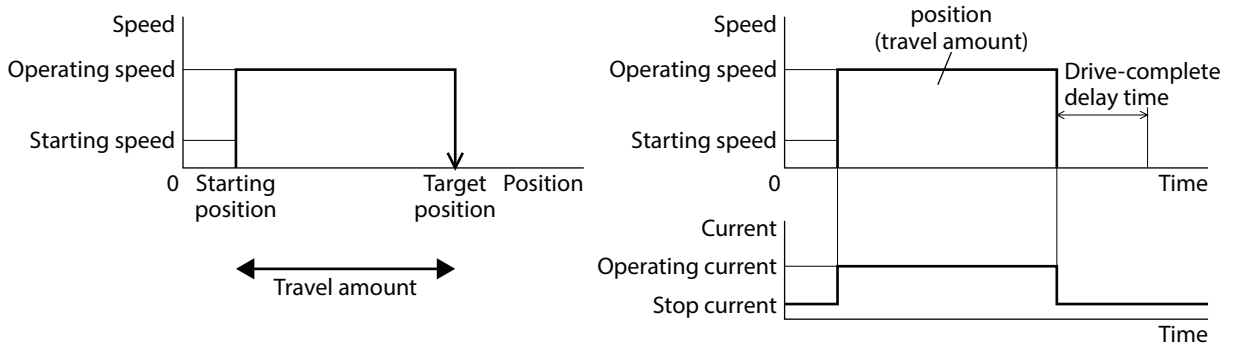 Speed
Operating speed
Starting speed
0
Starting
position
Target
position
Position
Travel amount
Speed
position
(travel amount)
Operating speed
Drive-complete
delay time
Starting speed
0
Time
Current
Operating current
Stop current
Time